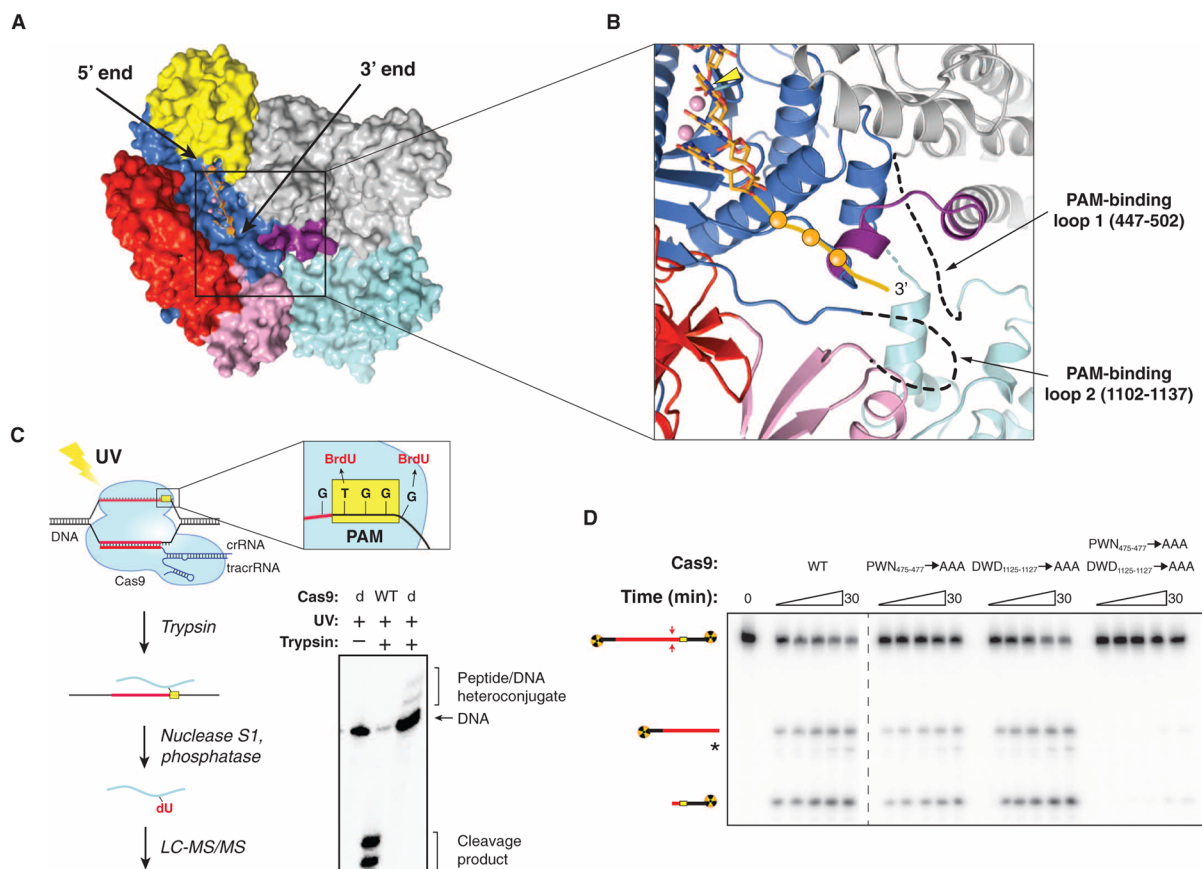 A
5’ end
3’ end
B
PAM-binding
loop 1 (447-502)
3’
PAM-binding
loop 2 (1102-1137)
C
UV
BrdU
BrdU
G T G G G
PAM
DNA
crRNA
tracrRNA
Cas9
Trypsin
Nuclease S1,
phosphatase
dU
LC-MS/MS
Cas9: d WT d
UV: + + +
Trypsin: – + +
Peptide/DNA
heteroconjugate
DNA
Cleavage
product
D
PWN475-477→AAA
Cas9: WT PWN475-477→AAA DWD1125-1127→AAA DWD1125-1127→AAA
Time (min): 0 30 30 30 30
*